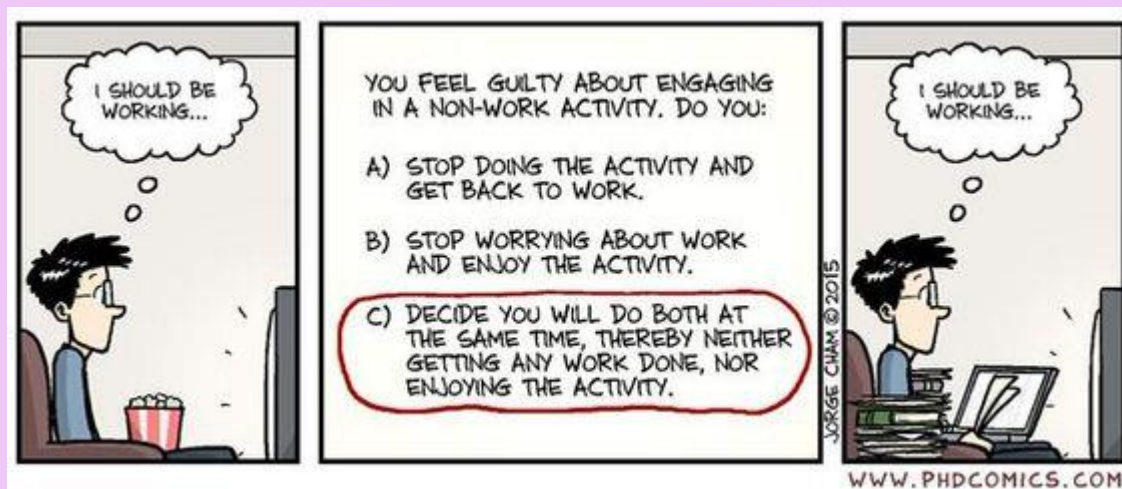 I SHOULD BE
WORKING...
YOU FEEL GUILTY ABOUT ENGAGING
IN A NON-WORK ACTIVITY. DO YOU:
A) STOP DOING THE ACTIVITY AND
GET BACK TO WORK.
B) STOP WORRYING ABOUT WORK
AND ENJOY THE ACTIVITY.
C) DECIDE YOU WILL DO BOTH AT
THE SAME TIME, THEREBY NEITHER
GETTING ANY WORK DONE, NOR
ENJOYING THE ACTIVITY.
JORGE CHAM © 2015
I SHOULD BE
WORKING...
WWW.PHDCOMICS.COM